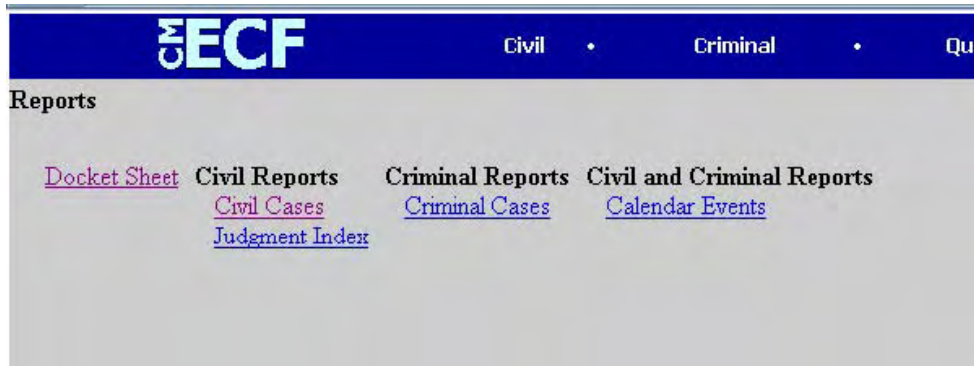 CM ECF Civil • Criminal • Qu
Reports
Docket Sheet Civil Reports Criminal Reports Civil and Criminal Reports
Civil Cases Criminal Cases Calendar Events
Judgment Index